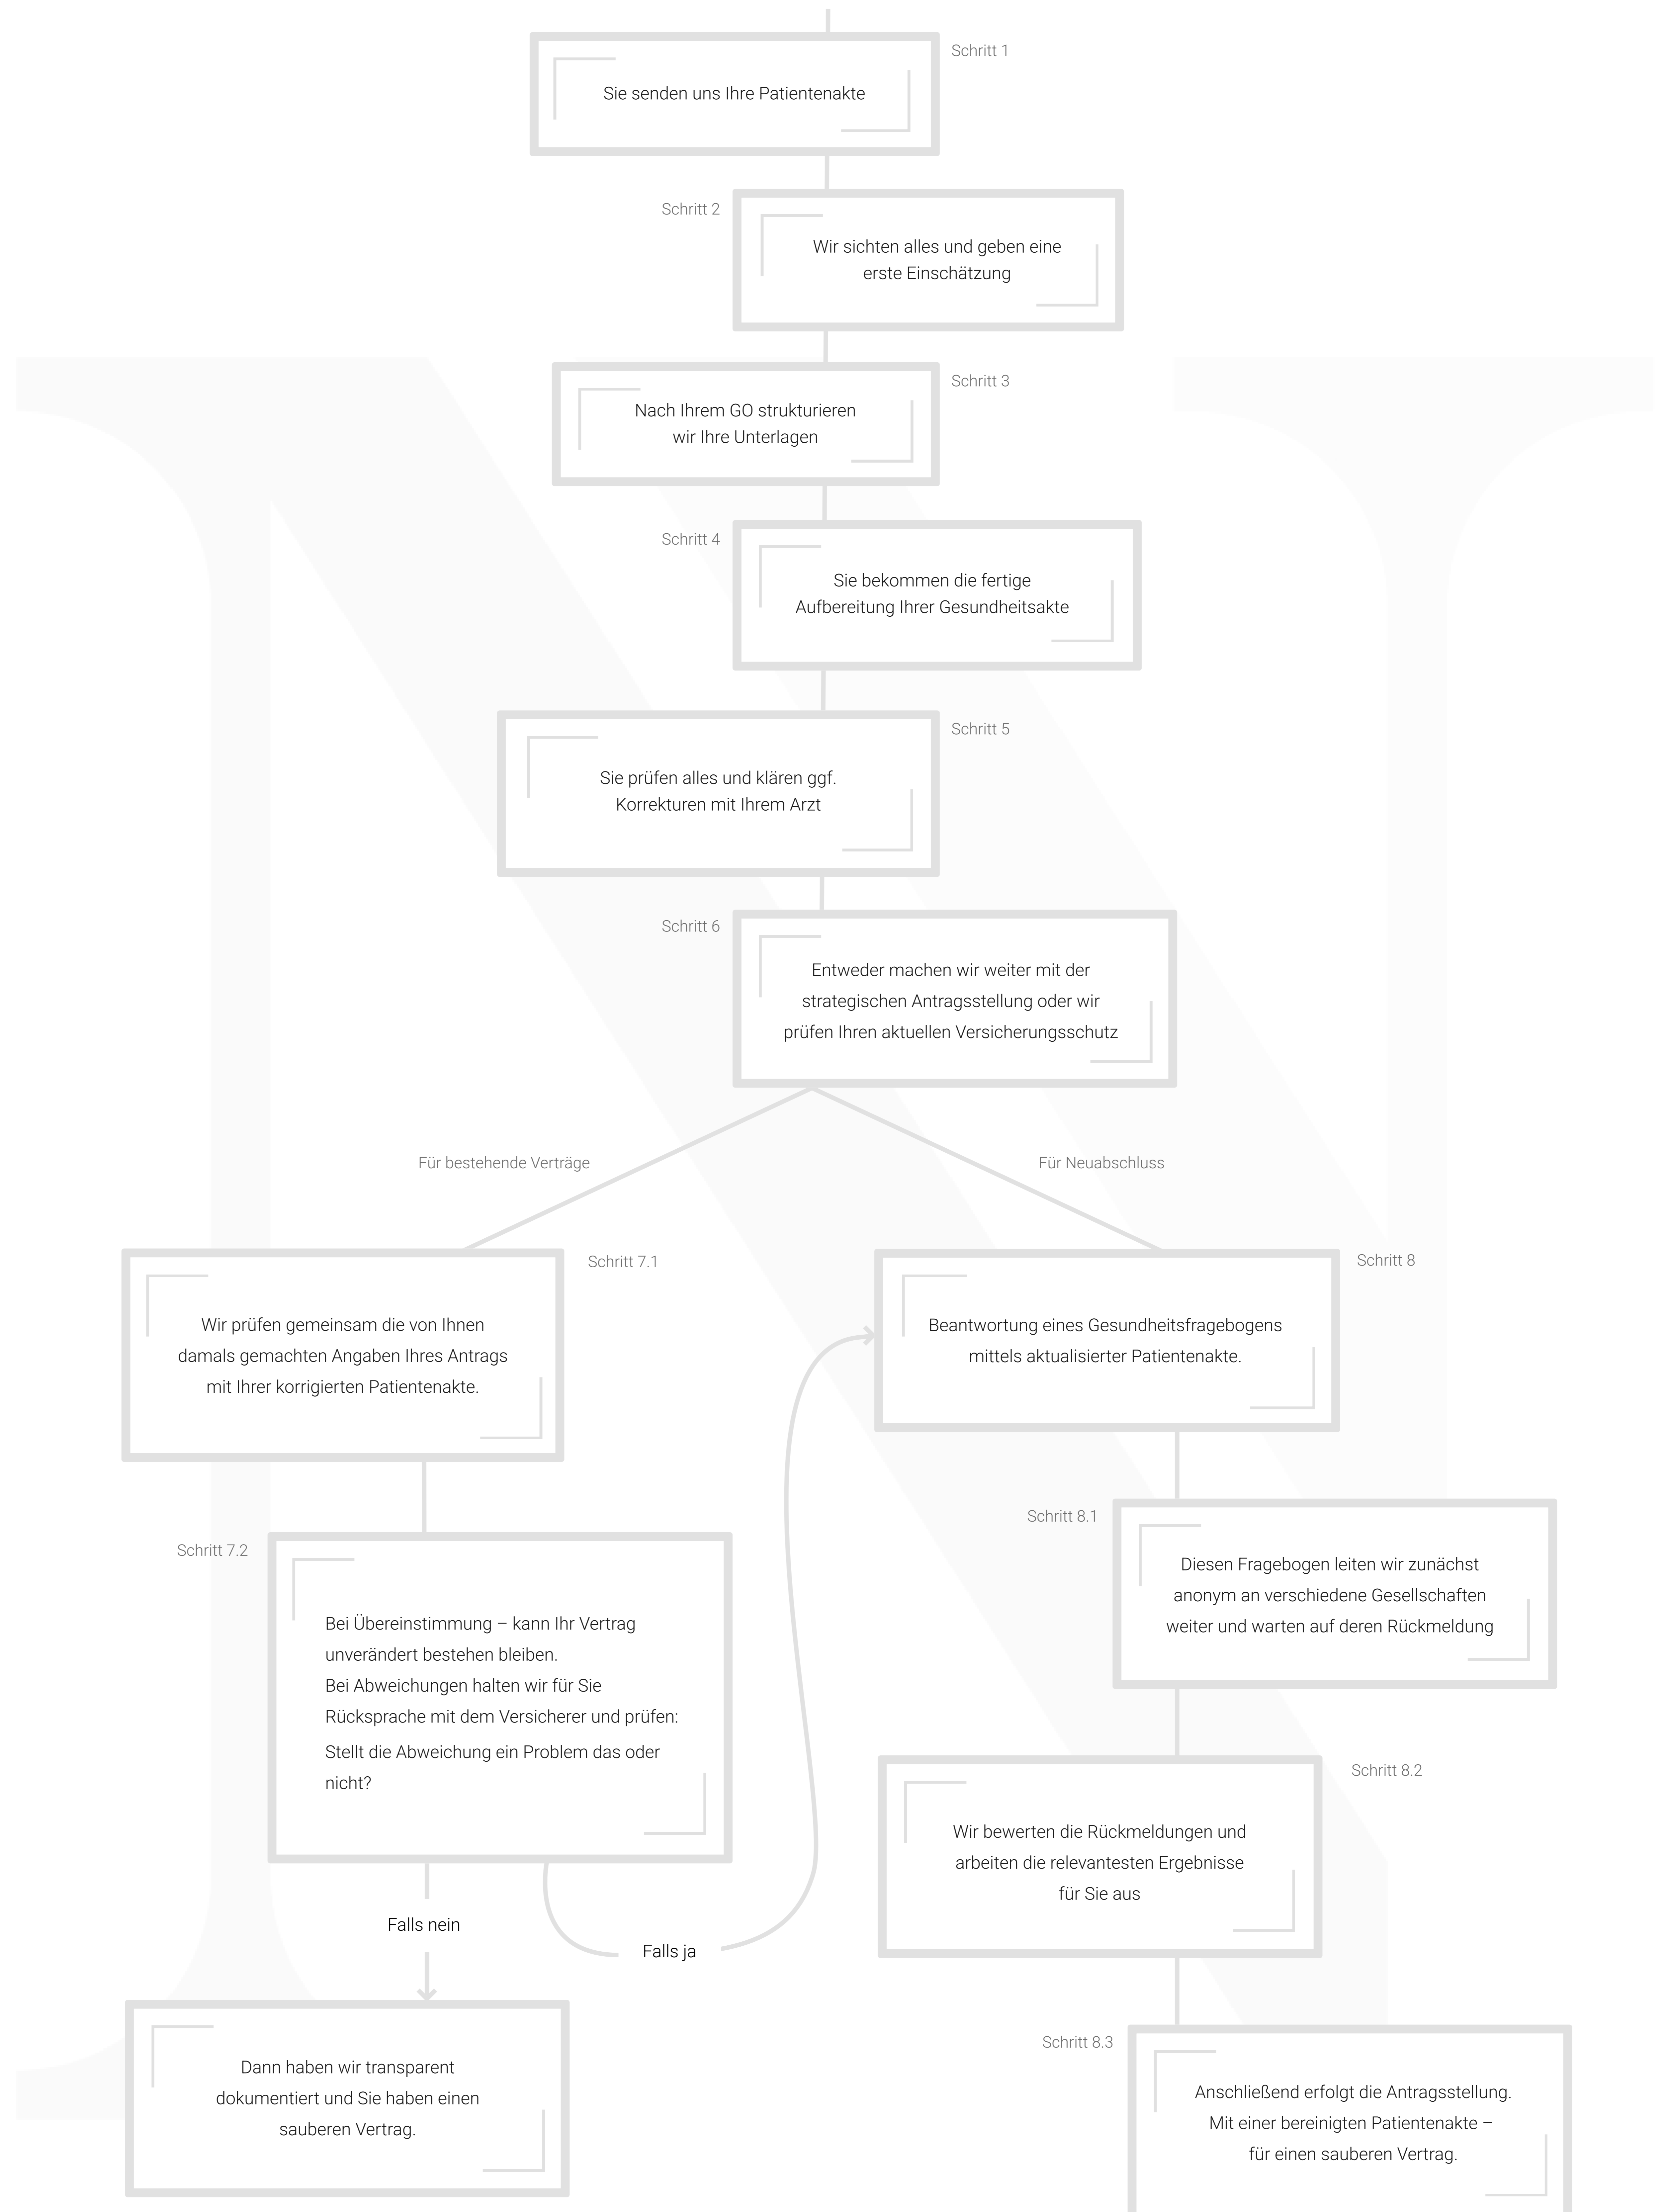 Schritt 1
Sie senden uns Ihre Patientenakte
Schritt 2
Wir sichten alles und geben eine
erste Einschätzung
Schritt 3
Nach Ihrem GO strukturieren
wir Ihre Unterlagen
Schritt 4
Sie bekommen die fertige
Aufbereitung Ihrer Gesundheitsakte
Schritt 5
Sie prüfen alles und klären ggf.
Korrekturen mit Ihrem Arzt
Schritt 6
Entweder machen wir weiter mit der
strategischen Antragsstellung oder wir
prüfen Ihren aktuellen Versicherungsschutz
Für bestehende Verträge
Für Neuabschluss
Schritt 7.1
Wir prüfen gemeinsam die von Ihnen
damals gemachten Angaben Ihres Antrags
mit Ihrer korrigierten Patientenakte.
Schritt 7.2
Bei Übereinstimmung – kann Ihr Vertrag
unverändert bestehen bleiben.
Bei Abweichungen halten wir für Sie
Rücksprache mit dem Versicherer und prüfen:
Stellt die Abweichung ein Problem das oder
nicht?
Falls nein
Falls ja
Dann haben wir transparent
dokumentiert und Sie haben einen
sauberen Vertrag.
Schritt 8
Beantwortung eines Gesundheitsfragebogens
mittels aktualisierter Patientenakte.
Schritt 8.1
Diesen Fragebogen leiten wir zunächst
anonym an verschiedene Gesellschaften
weiter und warten auf deren Rückmeldung
Schritt 8.2
Wir bewerten die Rückmeldungen und
arbeiten die relevantesten Ergebnisse
für Sie aus
Schritt 8.3
Anschließend erfolgt die Antragsstellung.
Mit einer bereinigten Patientenakte –
für einen sauberen Vertrag.